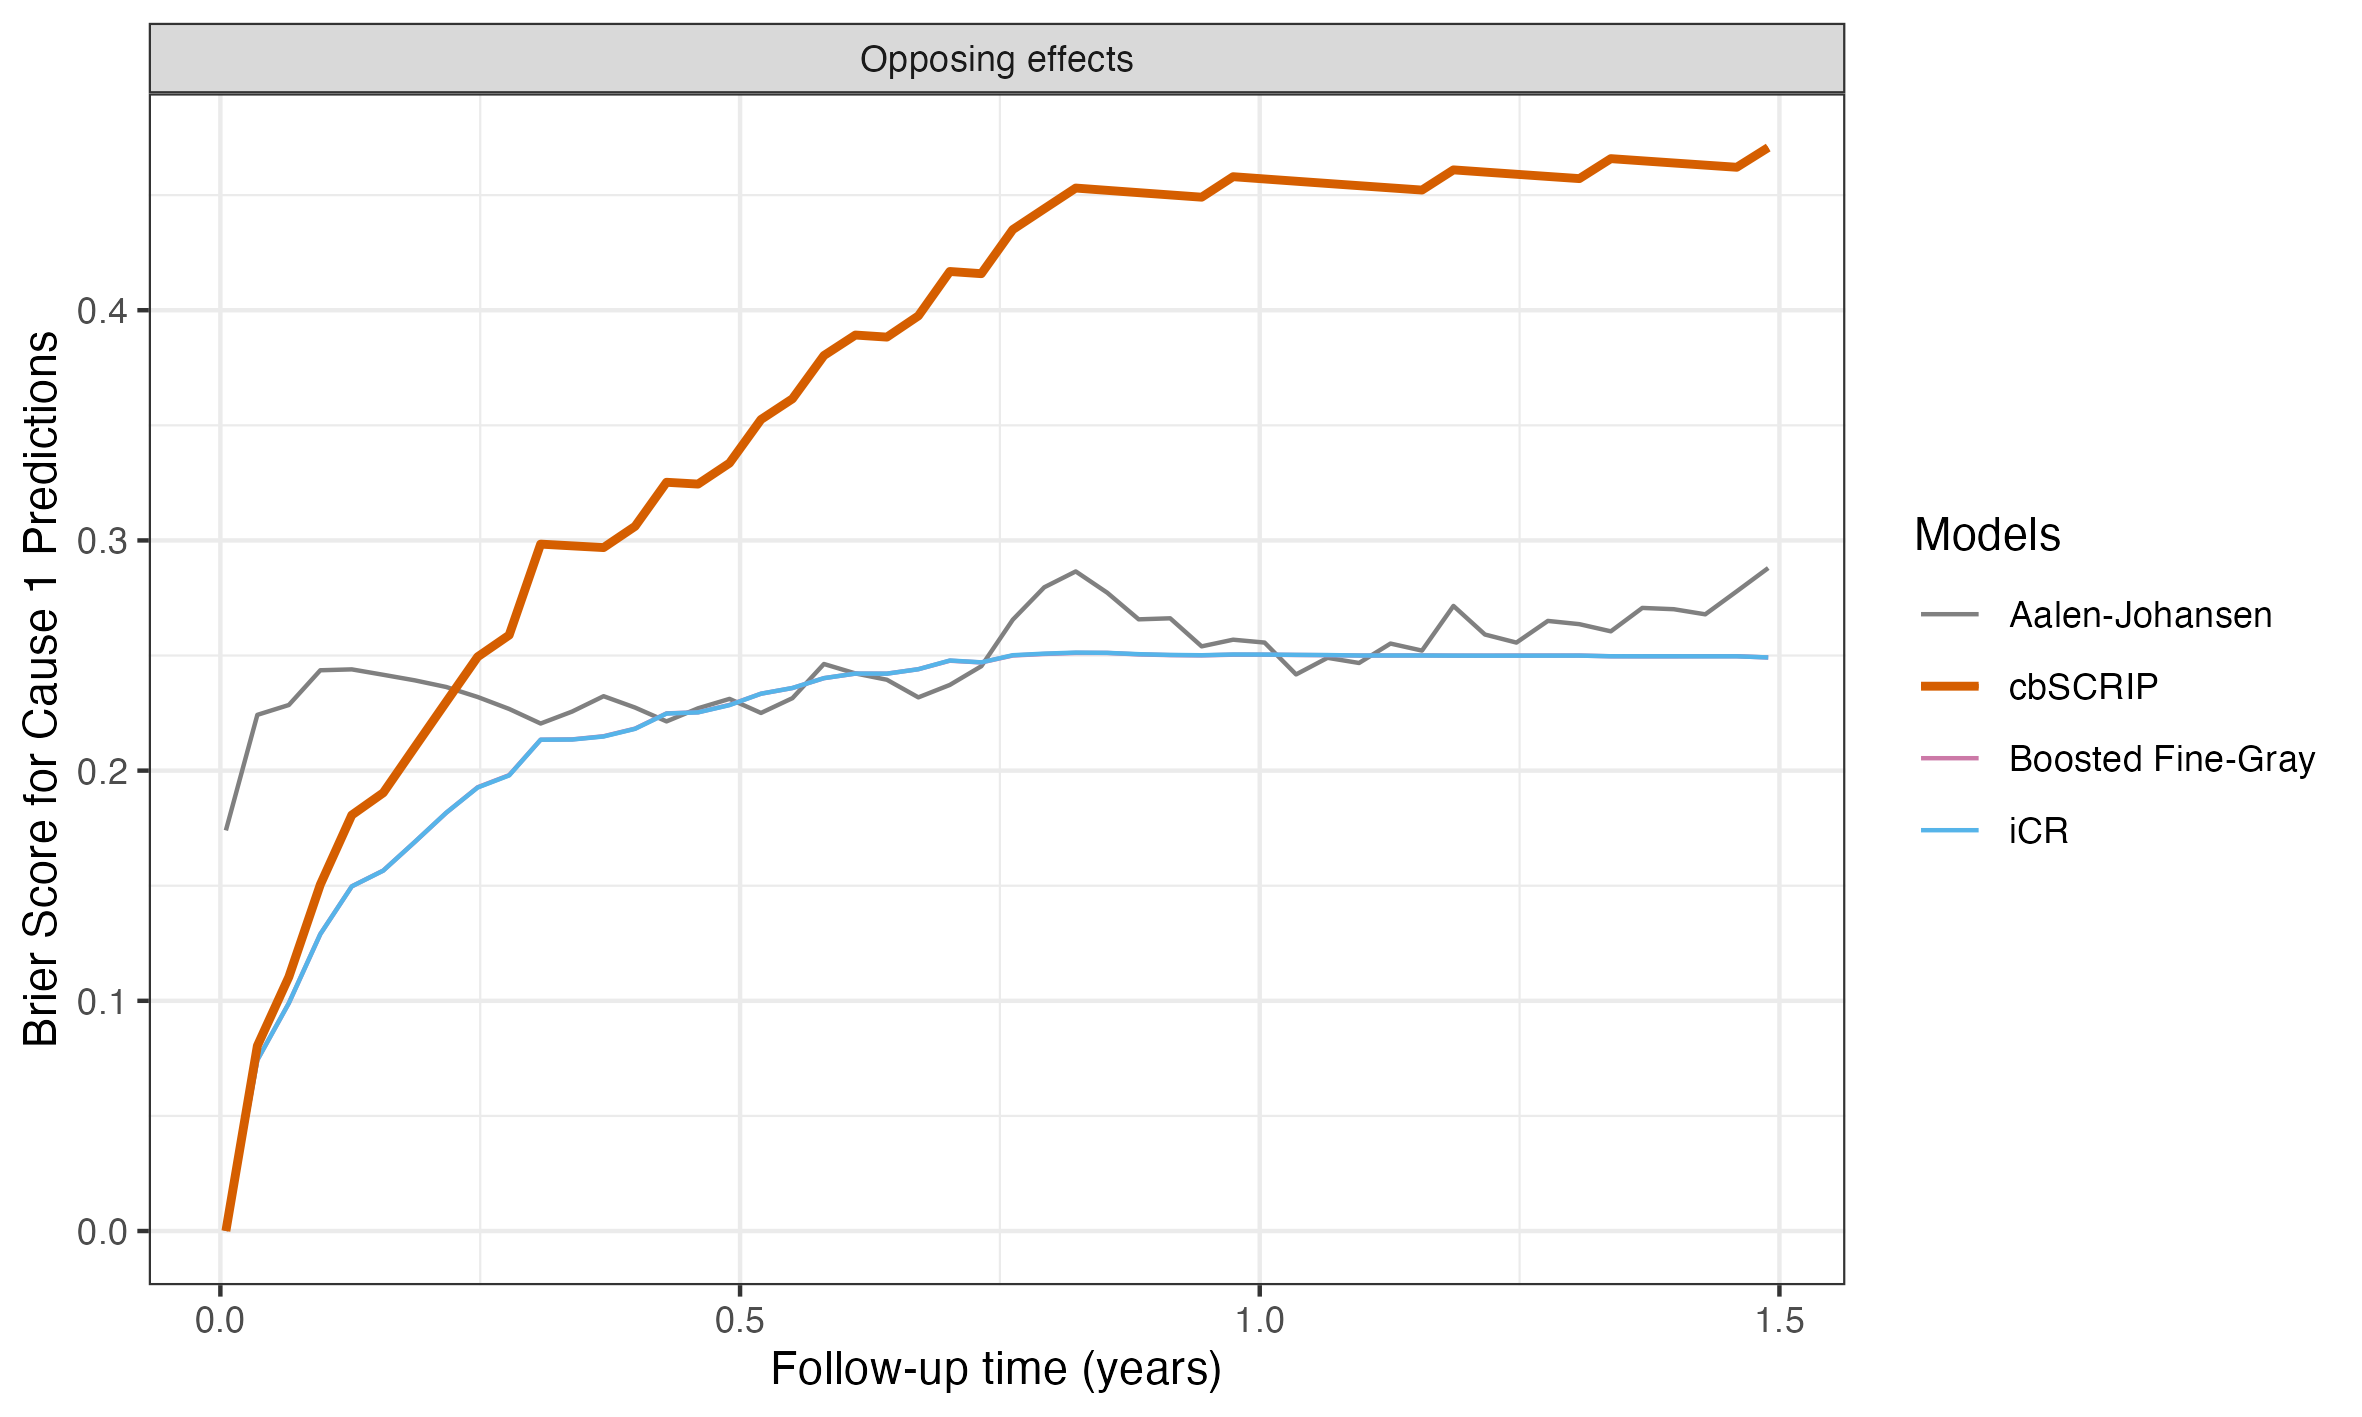 Opposing effects
Brier Score for Cause 1 Predictions
0.4
0.3
0.2
0.1
0.0
0.0
0.5
1.0
1.5
Follow-up time (years)
Models
Aalen-Johansen
cbSCRIP
Boosted Fine-Gray
iCR